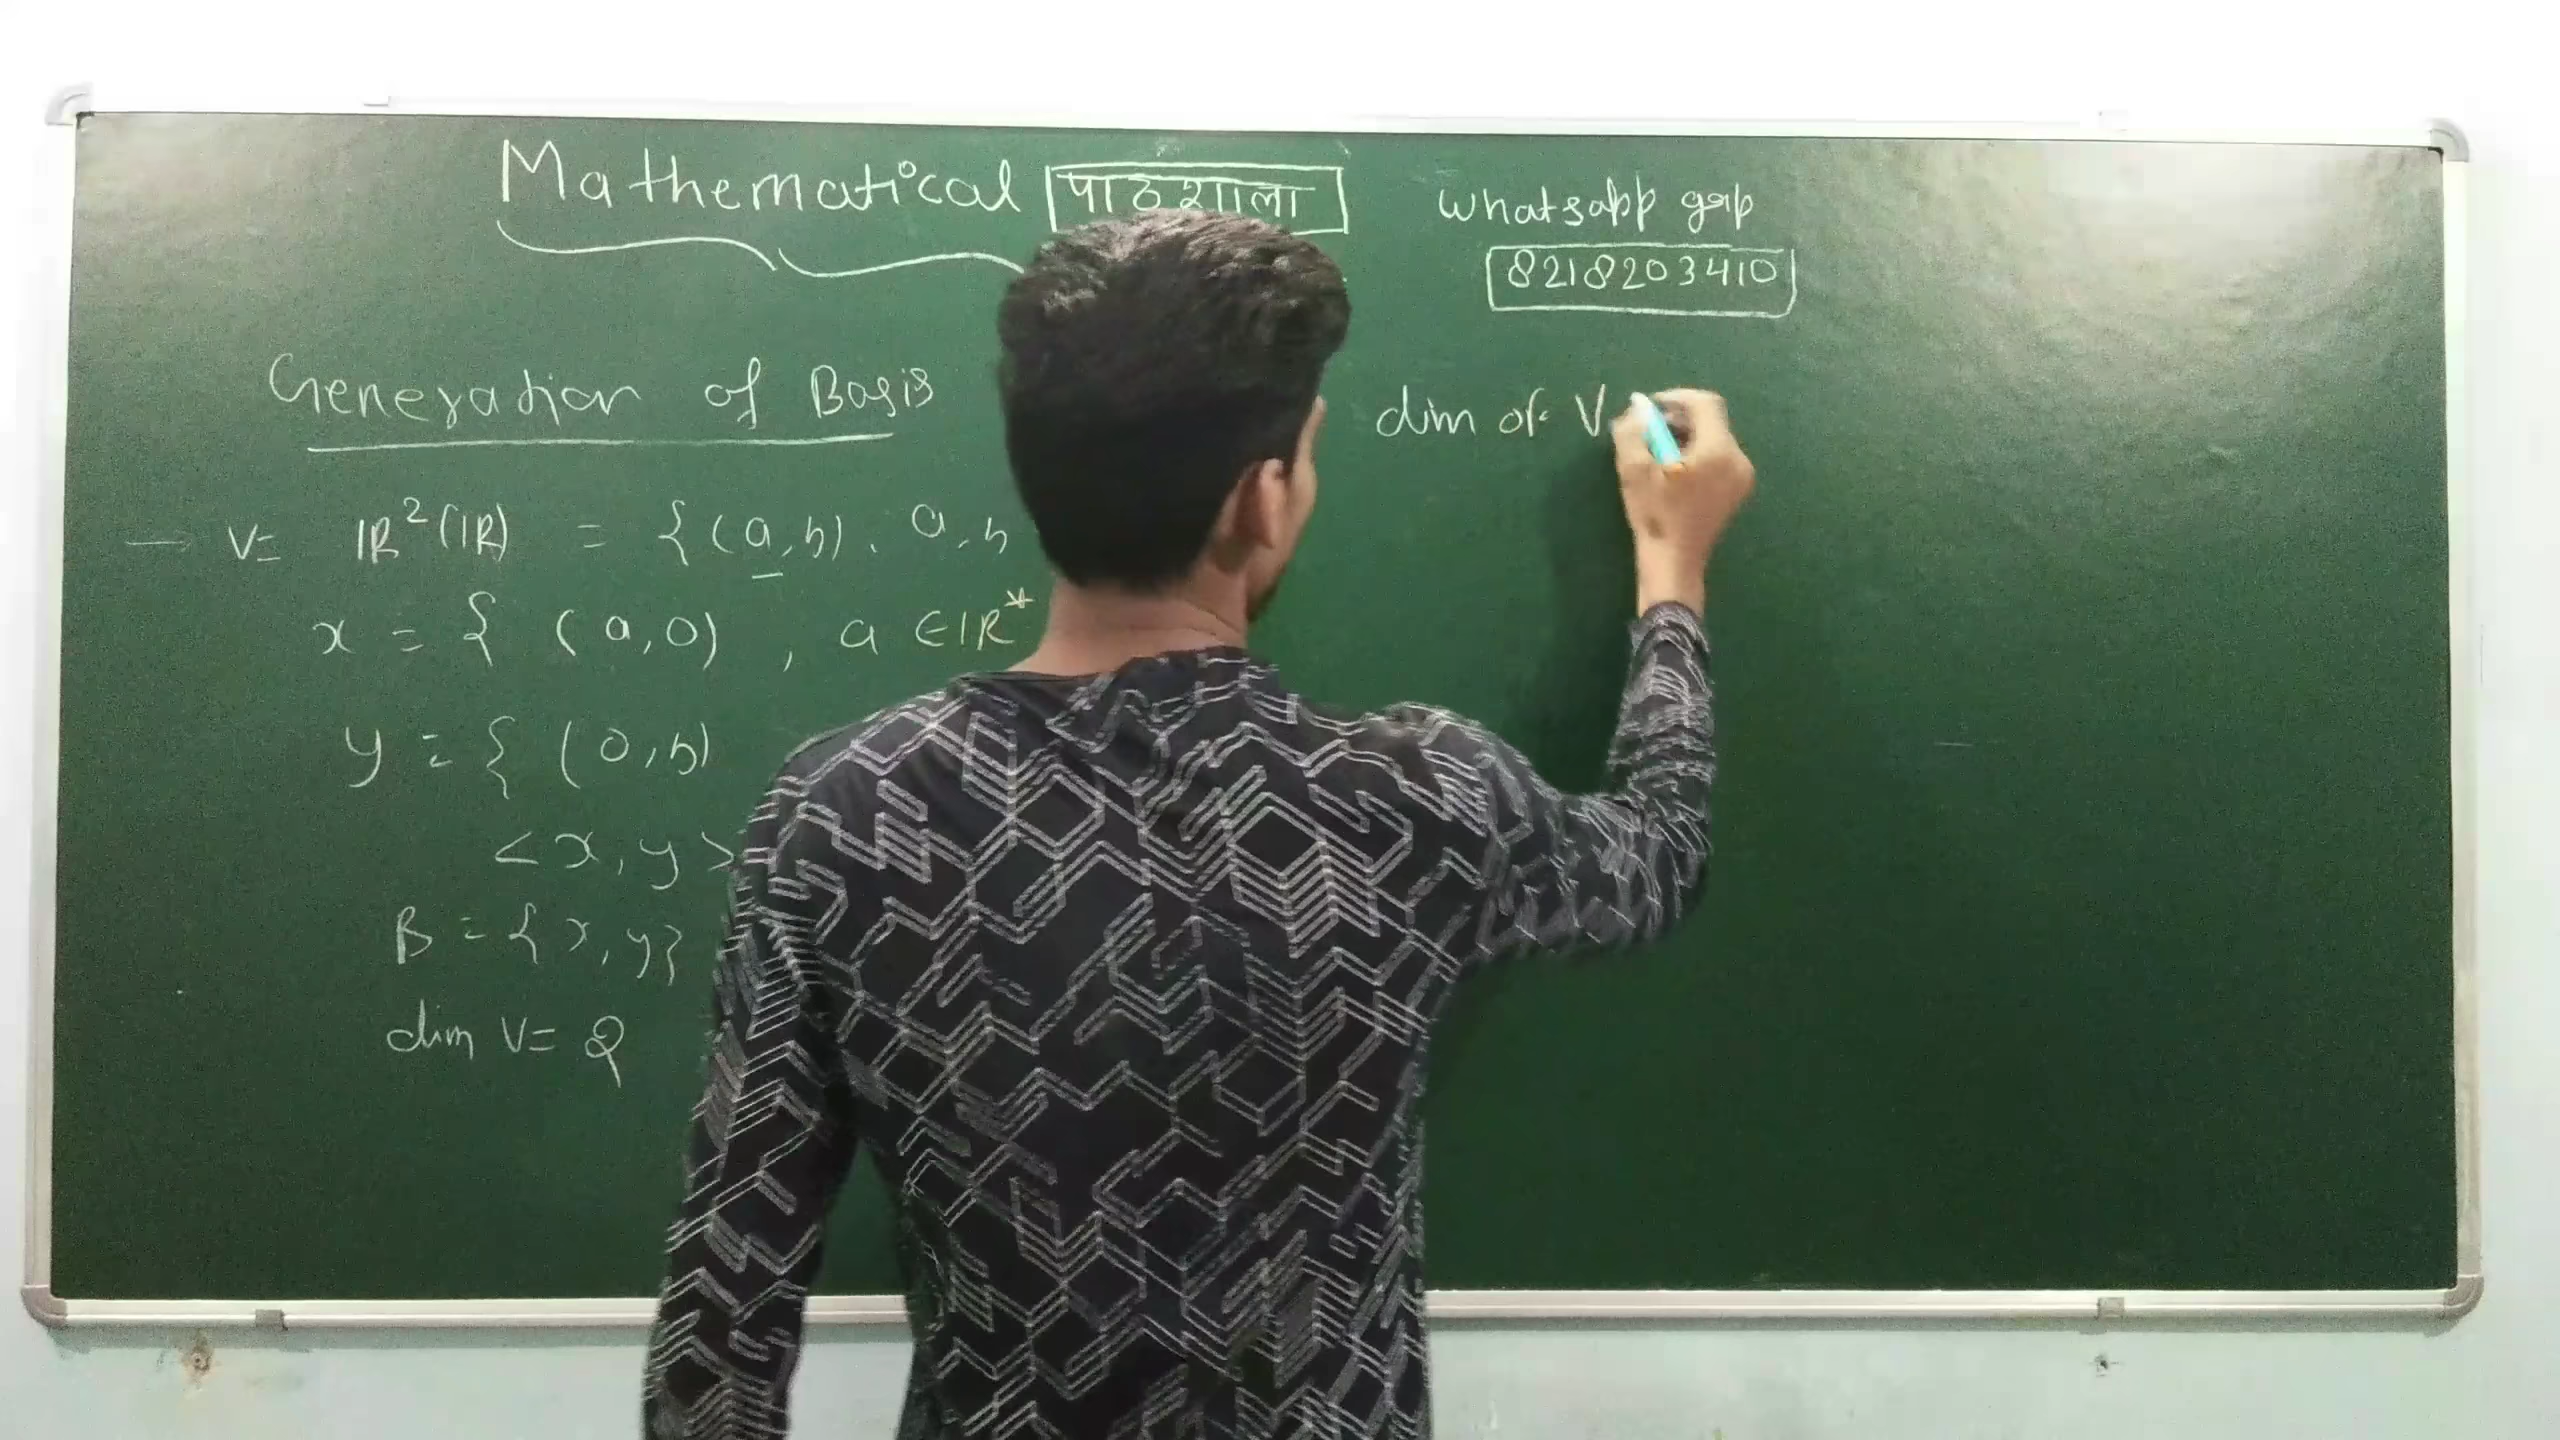 Mathematical पाठशाला
Whatsapp grp
8218203410
Generation of Basis
V= IR²(IR) = {(a,b), a,b
x = { (a,0) , a ∈ IR*
y = { (0,b)
<x,y>
B = {x,y}
dim V= 2
dim of V